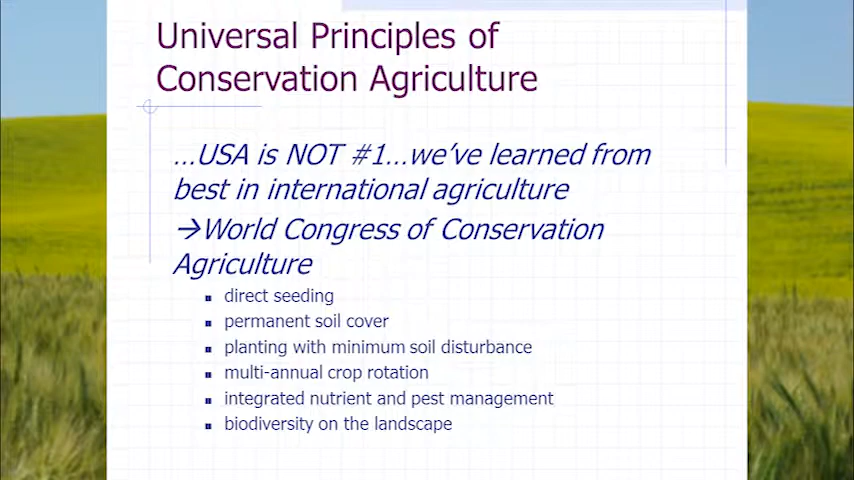 Universal Principles of
Conservation Agriculture
…USA is NOT #1…we've learned from
best in international agriculture
→World Congress of Conservation
Agriculture
direct seeding
permanent soil cover
planting with minimum soil disturbance
multi-annual crop rotation
integrated nutrient and pest management
biodiversity on the landscape